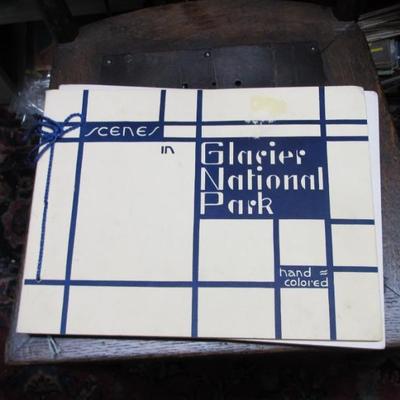 SCENES
in
Glacier
National
Park
hand =
colored